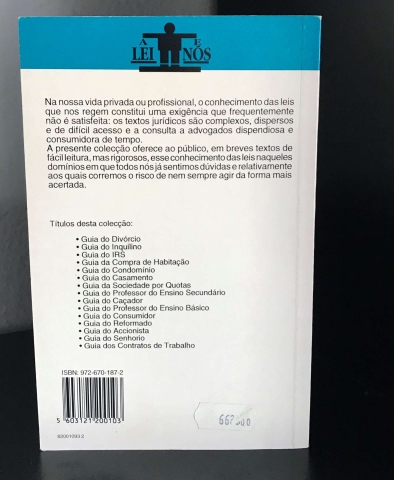 A E
LEI NÓS
Na nossa vida privada ou profissional, o conhecimento das leis
que nos regem constitui uma exigência que frequentemente
não é satisfeita: os textos jurídicos são complexos, dispersos
e de difícil acesso e a consulta a advogados dispendiosa e
consumidora de tempo.
A presente colecção oferece ao público, em breves textos de
fácil leitura, mas rigorosos, esse conhecimento das leis naqueles
domínios em que todos nós já sentimos dúvidas e relativamente
aos quais corremos o risco de nem sempre agir da forma mais
acertada.
Títulos desta colecção:
• Guia do Divórcio
• Guia do Inquilino
• Guia do IRS
• Guia da Compra de Habitação
• Guia do Condomínio
• Guia do Casamento
• Guia da Sociedade por Quotas
• Guia do Professor do Ensino Secundário
• Guia do Caçador
• Guia do Professor do Ensino Básico
• Guia do Consumidor
• Guia do Reformado
• Guia do Accionista
• Guia do Senhorio
• Guia dos Contratos de Trabalho
ISBN: 972-670-187-2
5 603121 200103